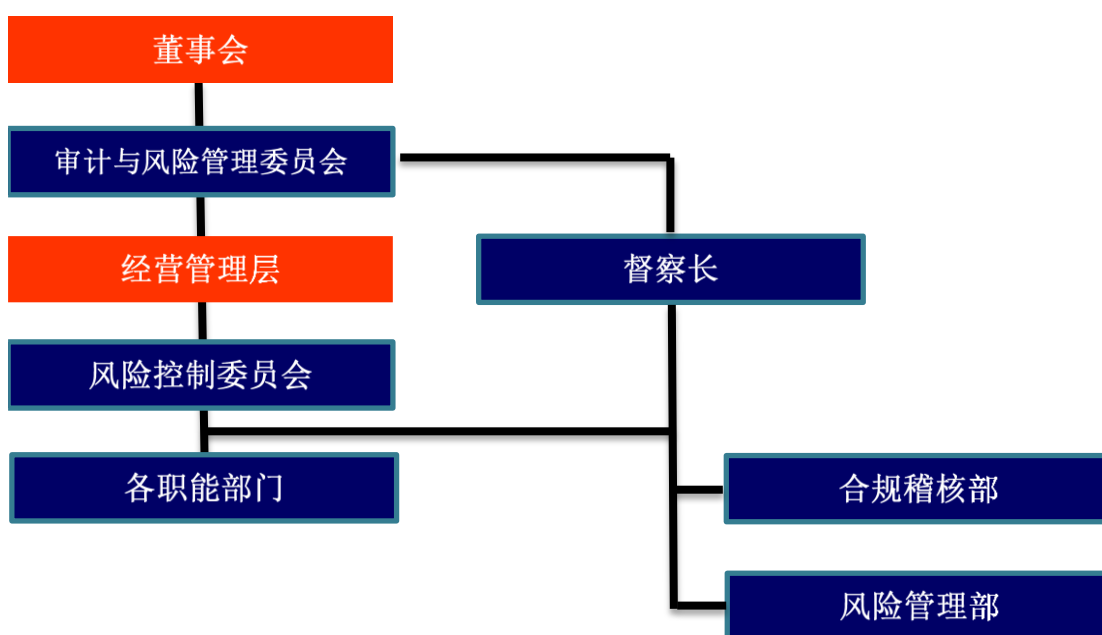 董事会
审计与风险管理委员会
经营管理层
督察长
风险控制委员会
各职能部门
合规稽核部
风险管理部